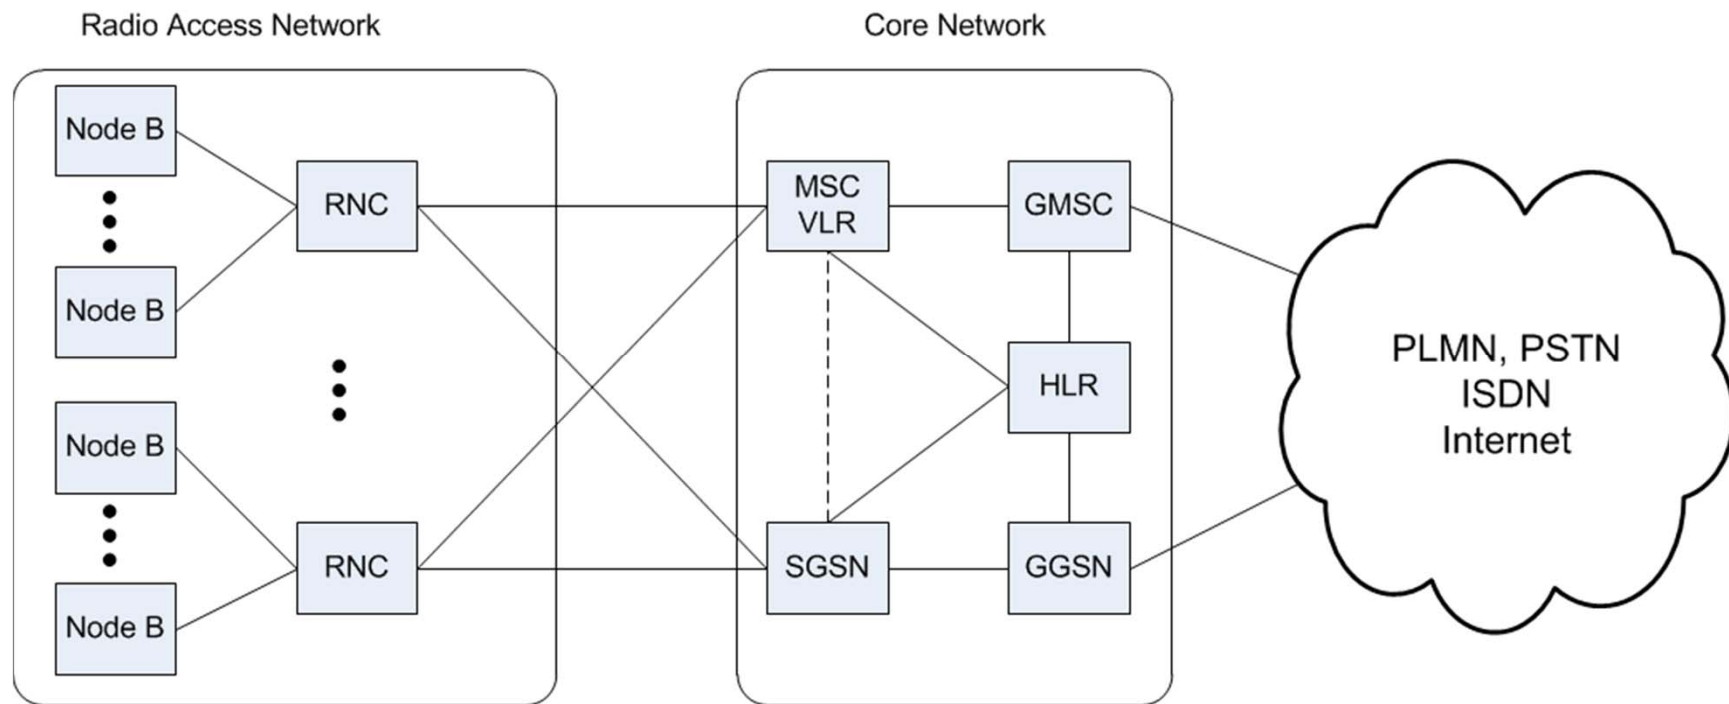 Radio Access Network
Core Network
Node B
Node B
Node B
Node B
RNC
RNC
MSC
VLR
GMSC
HLR
SGSN
GGSN
PLMN, PSTN
ISDN
Internet